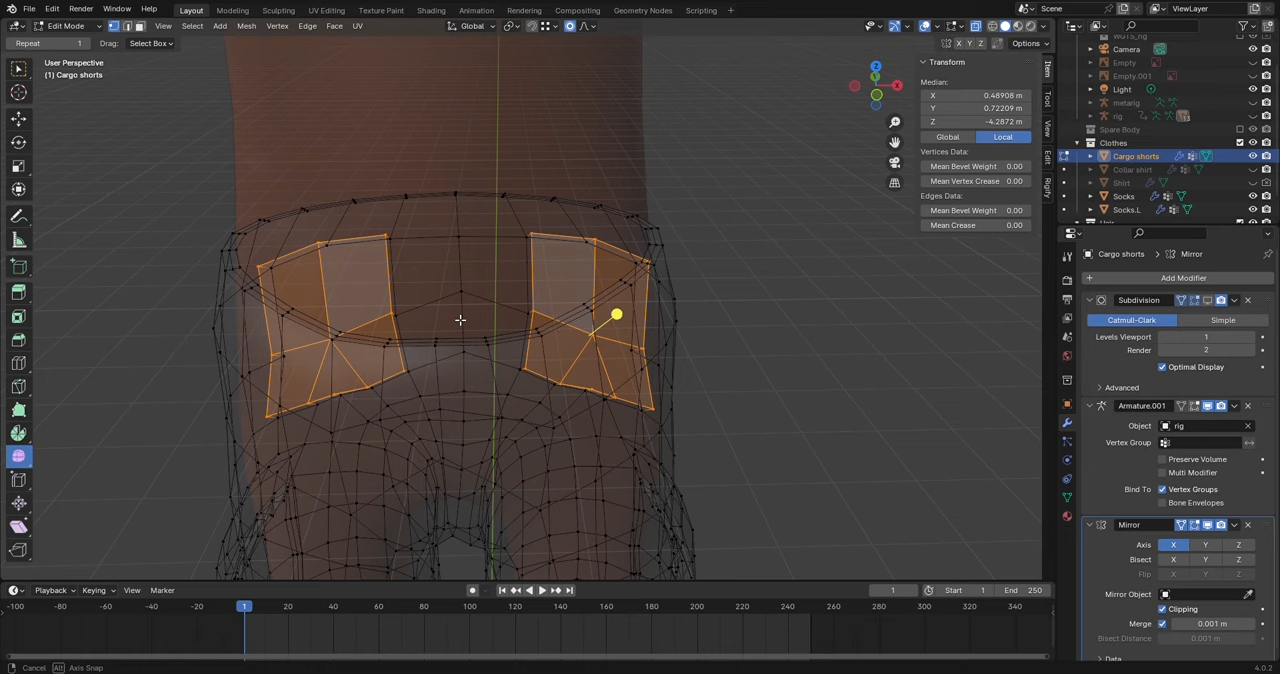 File Edit Render Window Help
Layout Modeling Sculpting UV Editing Texture Paint Shading Animation Rendering Compositing Geometry Nodes Scripting +
Scene
ViewLayer
Edit Mode View Select Add Mesh Vertex Edge Face UV
Global
Repeat 1 Drag: Select Box
X Y Z Options
User Perspective
(1) Cargo shorts
Transform
Median:
X 0.48908 m
Y 0.72209 m
Z -4.2872 m
Global Local
Vertices Data:
Mean Bevel Weight 0.00
Mean Vertex Crease 0.00
Edges Data:
Mean Bevel Weight 0.00
Mean Crease 0.00
Item
Tool
View
Edit
Rigify
Z
Y
X
WGTS_rig
Camera
Empty
Empty.001
Light
metarig
rig
Spare Body
Clothes
Cargo shorts
Collar shirt
Shirt
Socks
Socks.L
Cargo shorts > Mirror
Add Modifier
Subdivision
Catmull-Clark Simple
Levels Viewport 1
Render 2
Optimal Display
Advanced
Armature.001
Object rig
Vertex Group
Preserve Volume
Multi Modifier
Bind To Vertex Groups
Bone Envelopes
Mirror
Axis X Y Z
Bisect X Y Z
Flip
Mirror Object
Clipping
Merge 0.001 m
Bisect Distance 0.001 m
Data
Playback Keying View Marker
1 Start 1 End 250
-100 -80 -60 -40 -20 1 20 40 60 80 100 120 140 160 180 200 220 240 260 280 300 320 340
Cancel Alt Axis Snap
4.0.2